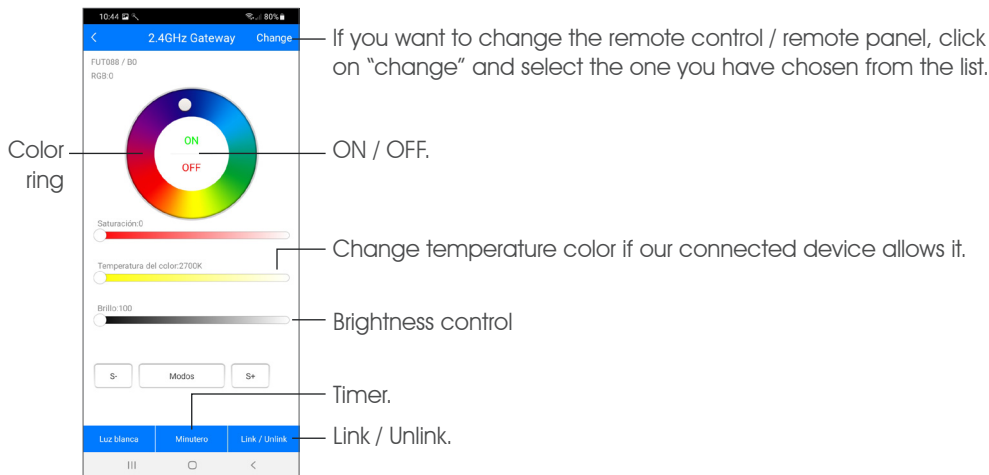 10:44 80%
2.4GHz Gateway Change
If you want to change the remote control / remote panel, click
on “change” and select the one you have chosen from the list.
FUT088 / B0
RGB:0
Color
ring
ON
OFF
ON / OFF.
Saturación:0
Change temperature color if our connected device allows it.
Temperatura del color:2700K
Brillo:100
Brightness control
S- Modos S+
Timer.
Luz blanca Minutero Link / Unlink
Link / Unlink.